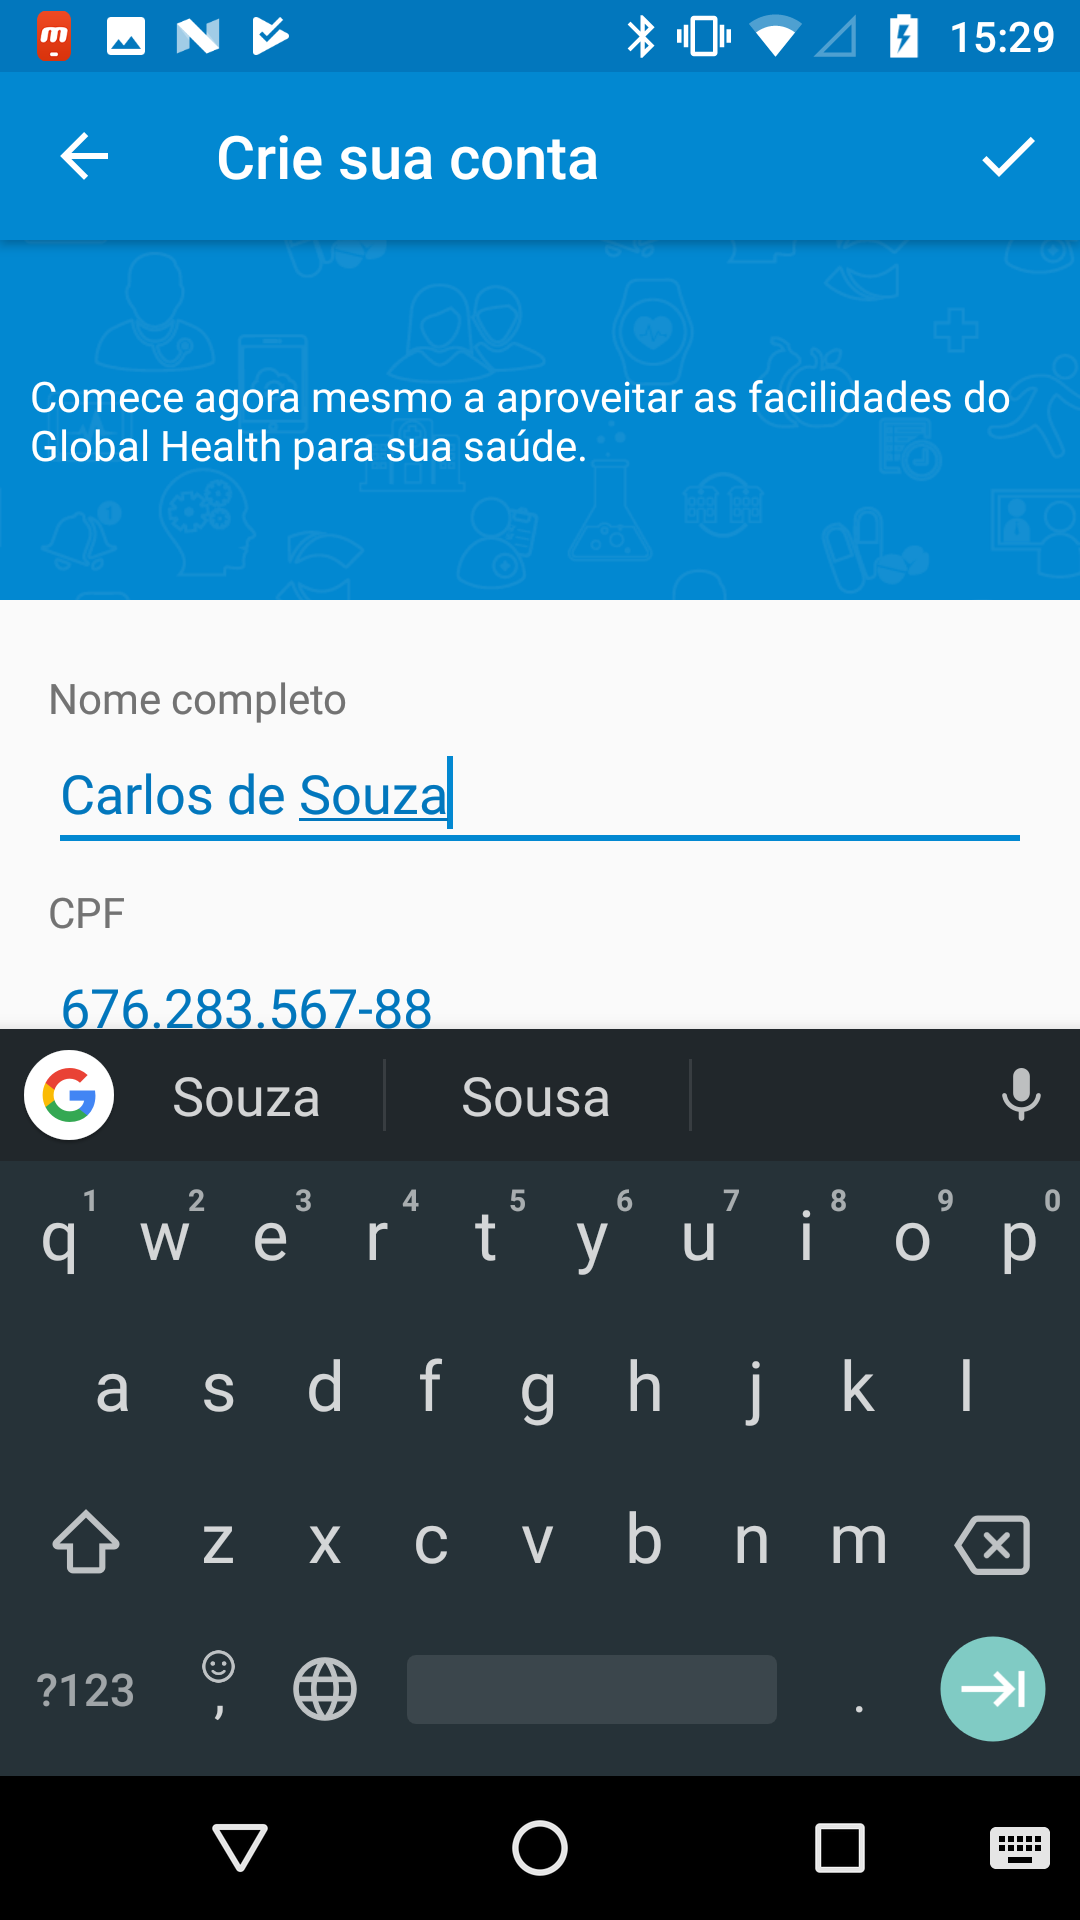 15:29
Crie sua conta
Comece agora mesmo a aproveitar as facilidades do
Global Health para sua saúde.
Nome completo
Carlos de Souza
CPF
676.283.567-88
Souza Sousa
1 2 3 4 5 6 7 8 9 0
q w e r t y u i o p
a s d f g h j k l
z x c v b n m
?123 , .